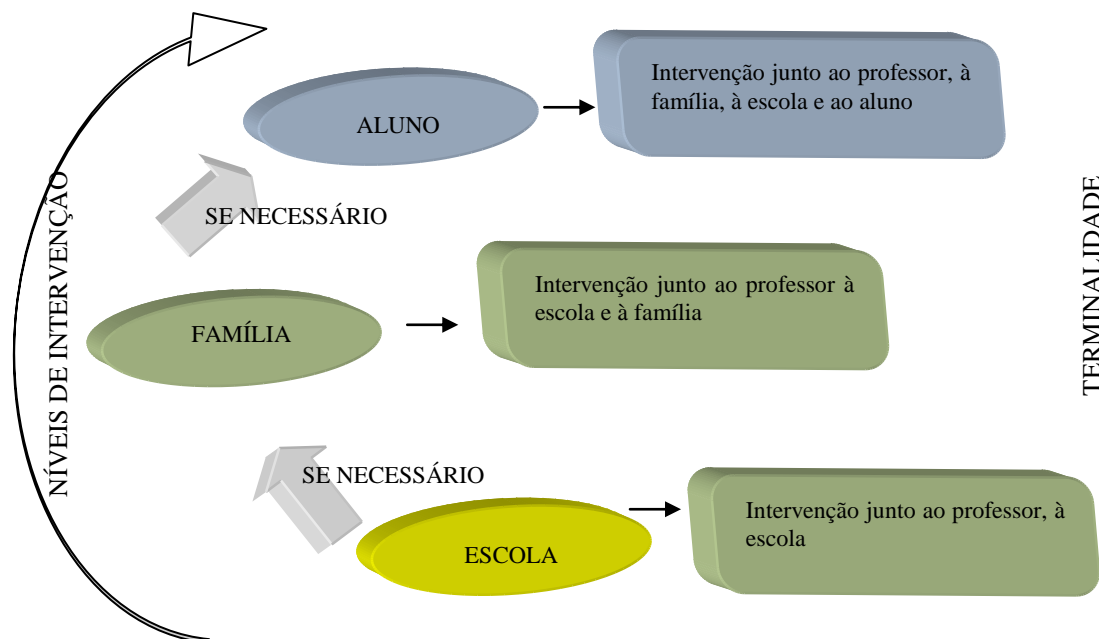 ALUNO
Intervenção junto ao professor, à
família, à escola e ao aluno
SE NECESSÁRIO
NÍVEIS DE INTERVENÇÃO
TERMINALIDADE
FAMÍLIA
Intervenção junto ao professor à
escola e à família
SE NECESSÁRIO
ESCOLA
Intervenção junto ao professor, à
escola